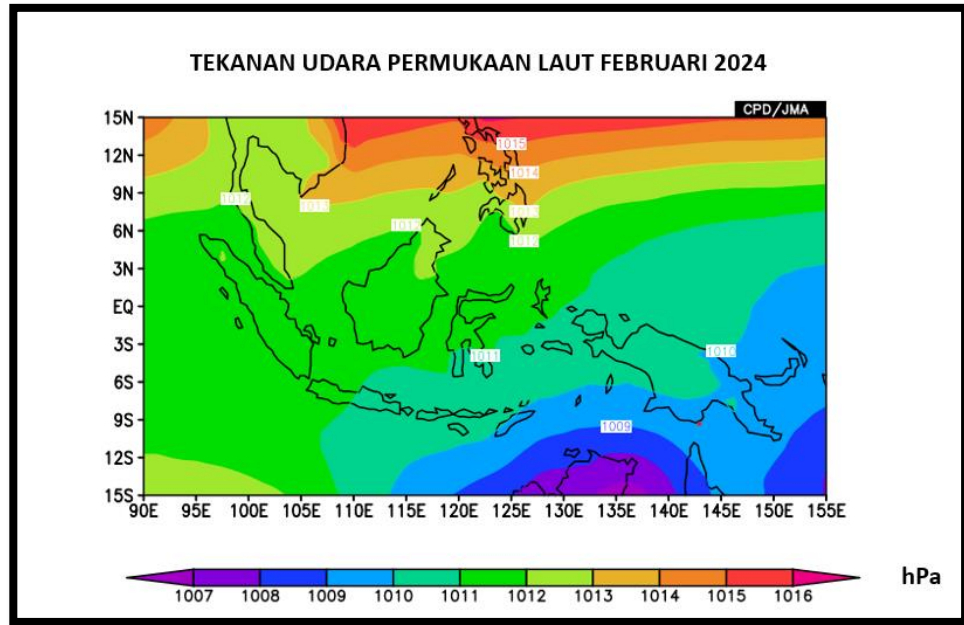 TEKANAN UDARA PERMUKAAN LAUT FEBRUARI 2024
CPD/JMA
15N
12N
9N
6N
3N
EQ
3S
6S
9S
12S
15S
1015
1014
1012
1013
1013
1012
1012
1011
1010
1009
90E 95E 100E 105E 110E 115E 120E 125E 130E 135E 140E 145E 150E 155E
1007 1008 1009 1010 1011 1012 1013 1014 1015 1016
hPa